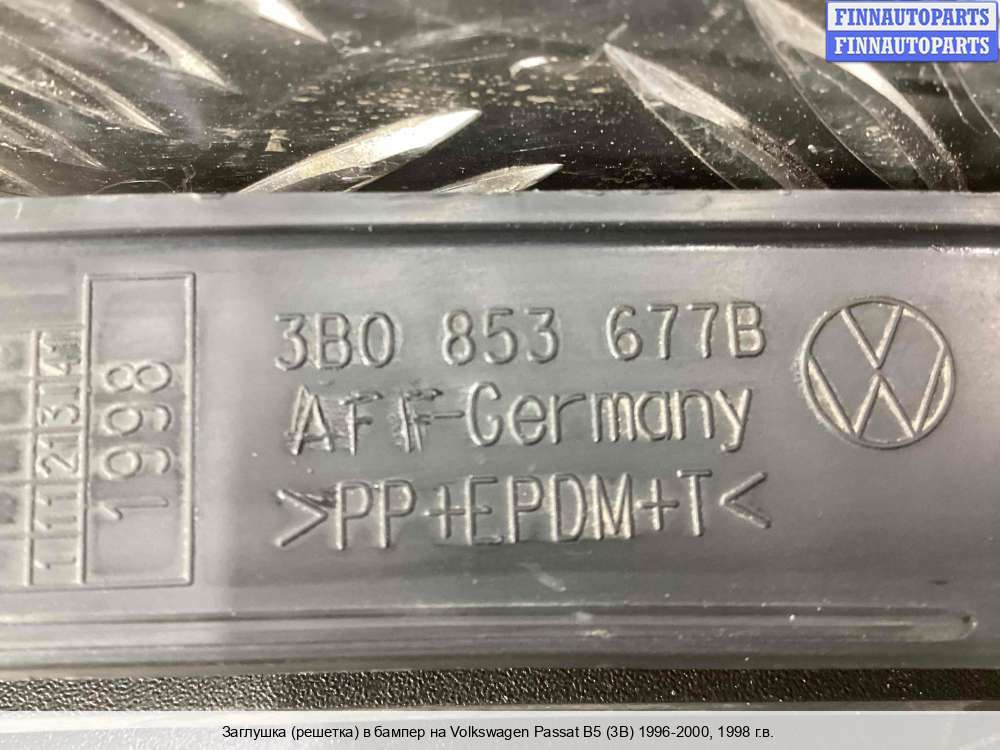 FINNAUTOPARTS
FINNAUTOPARTS
3B0 853 677B
-Germany
>PP+EPDM+T<
1998
Заглушка (решетка) в бампер на Volkswagen Passat B5 (3B) 1996-2000, 1998 г.в.